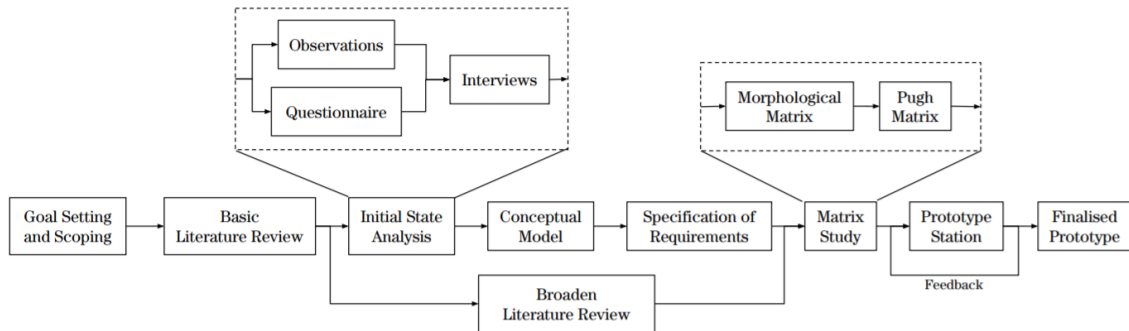 Observations
Questionnaire
Interviews
Morphological
Matrix
Pugh
Matrix
Goal Setting
and Scoping
Basic
Literature Review
Initial State
Analysis
Conceptual
Model
Specification of
Requirements
Matrix
Study
Prototype
Station
Finalised
Prototype
Feedback
Broaden
Literature Review